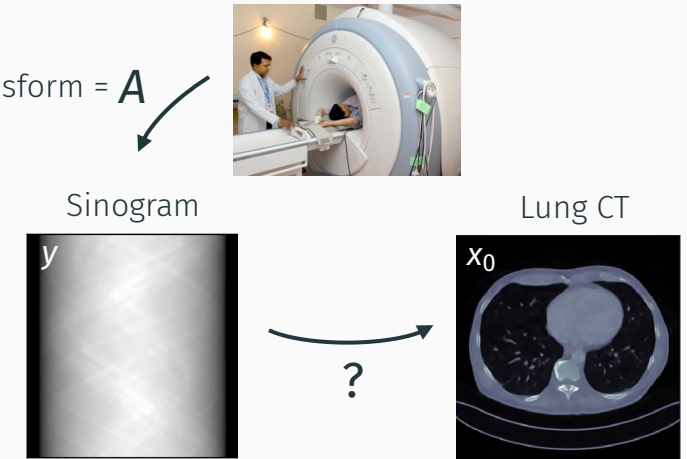 sform = A
Sinogram
Lung CT
y
x₀
?